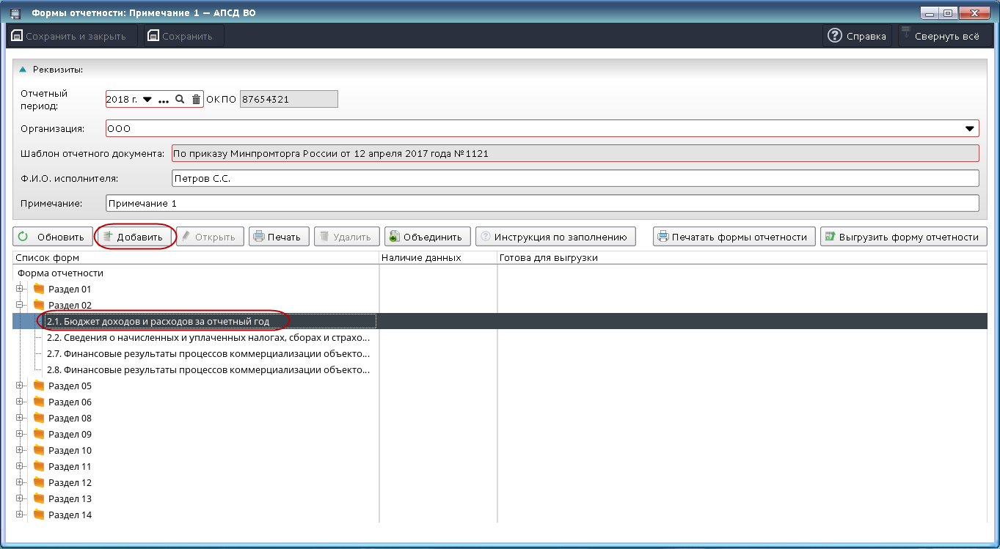 Формы отчетности: Примечание 1 — АПСД ВО
Сохранить и закрыть Сохранить Справка Свернуть всё
Реквизиты:
Отчетный период: 2018 г. ... ОКПО 87654321
Организация: ООО
Шаблон отчетного документа: По приказу Минпромторга России от 12 апреля 2017 года №1121
Ф.И.О. исполнителя: Петров С.С.
Примечание: Примечание 1
Обновить Добавить Открыть Печать Удалить Объединить Инструкция по заполнению Печатать формы отчетности Выгрузить форму отчетности
Список форм Наличие данных Готова для выгрузки
Форма отчетности
Раздел 01
Раздел 02
2.1. Бюджет доходов и расходов за отчетный год
2.2. Сведения о начисленных и уплаченных налогах, сборах и страхо...
2.7. Финансовые результаты процессов коммерциализации объекто...
2.8. Финансовые результаты процессов коммерциализации объекто...
Раздел 05
Раздел 06
Раздел 08
Раздел 09
Раздел 10
Раздел 11
Раздел 12
Раздел 13
Раздел 14